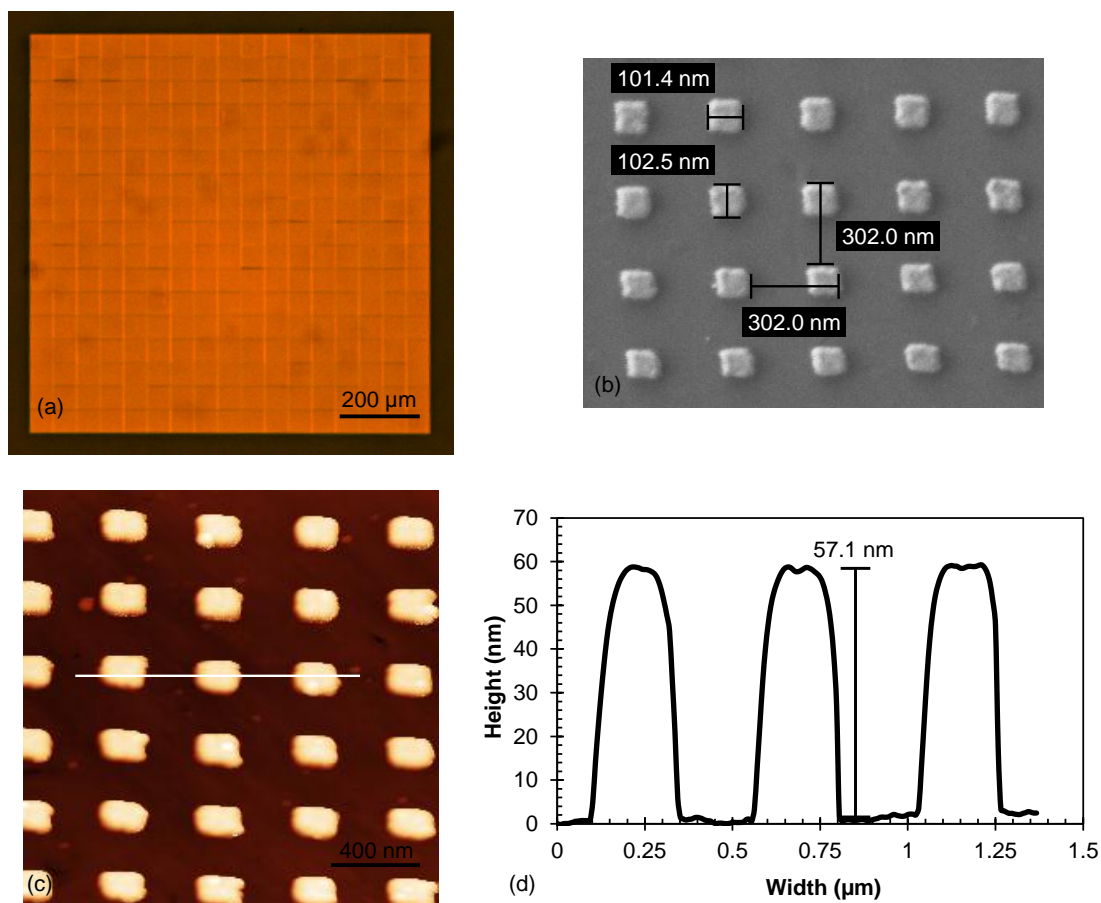 (a)
200 µm
101.4 nm
102.5 nm
302.0 nm
302.0 nm
(b)
(c)
400 nm
70
60
50
40
30
20
10
0
Height (nm)
57.1 nm
0
0.25
0.5
0.75
1
1.25
1.5
Width (µm)
(d)